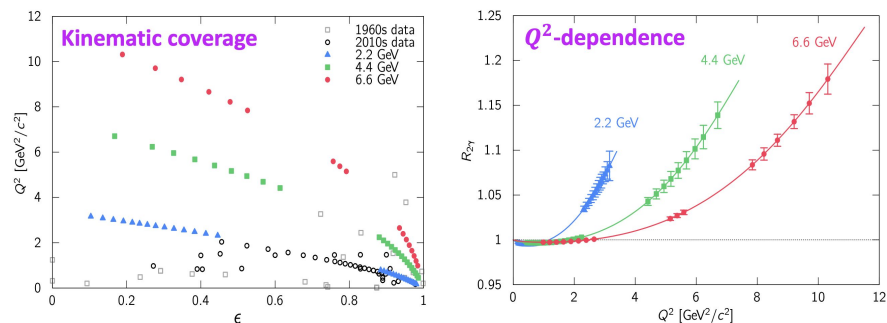 Kinematic coverage
1960s data
2010s data
2.2 GeV
4.4 GeV
6.6 GeV
12
10
8
6
4
2
0
Q² [GeV²/c²]
0
0.2
0.4
0.6
0.8
1
ϵ
Q²-dependence
6.6 GeV
4.4 GeV
2.2 GeV
1.25
1.2
1.15
1.1
1.05
1
0.95
R₂γ
0
2
4
6
8
10
12
Q² [GeV²/c²]